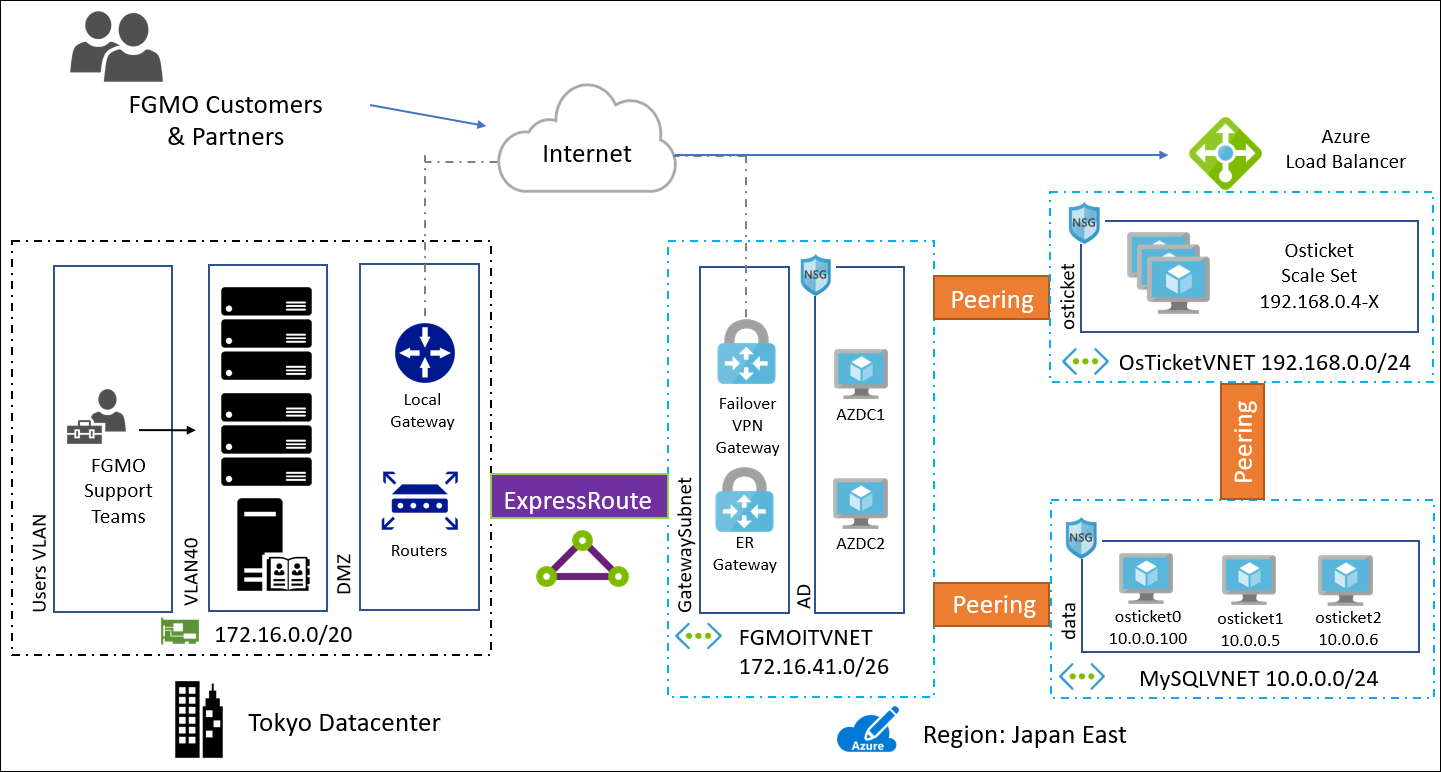 FGMO Customers
& Partners
Internet
Azure
Load Balancer
Users VLAN
FGMO
Support
Teams
VLAN40
DMZ
Local
Gateway
Routers
172.16.0.0/20
Tokyo Datacenter
ExpressRoute
GatewaySubnet
Failover
VPN
Gateway
ER
Gateway
NSG
AD
AZDC1
AZDC2
FGMOITVNET
172.16.41.0/26
Azure
Region: Japan East
Peering
NSG
osticket
Osticket
Scale Set
192.168.0.4-X
OsTicketVNET 192.168.0.0/24
Peering
Peering
NSG
data
osticket0
10.0.0.100
osticket1
10.0.0.5
osticket2
10.0.0.6
MySQLVNET 10.0.0.0/24